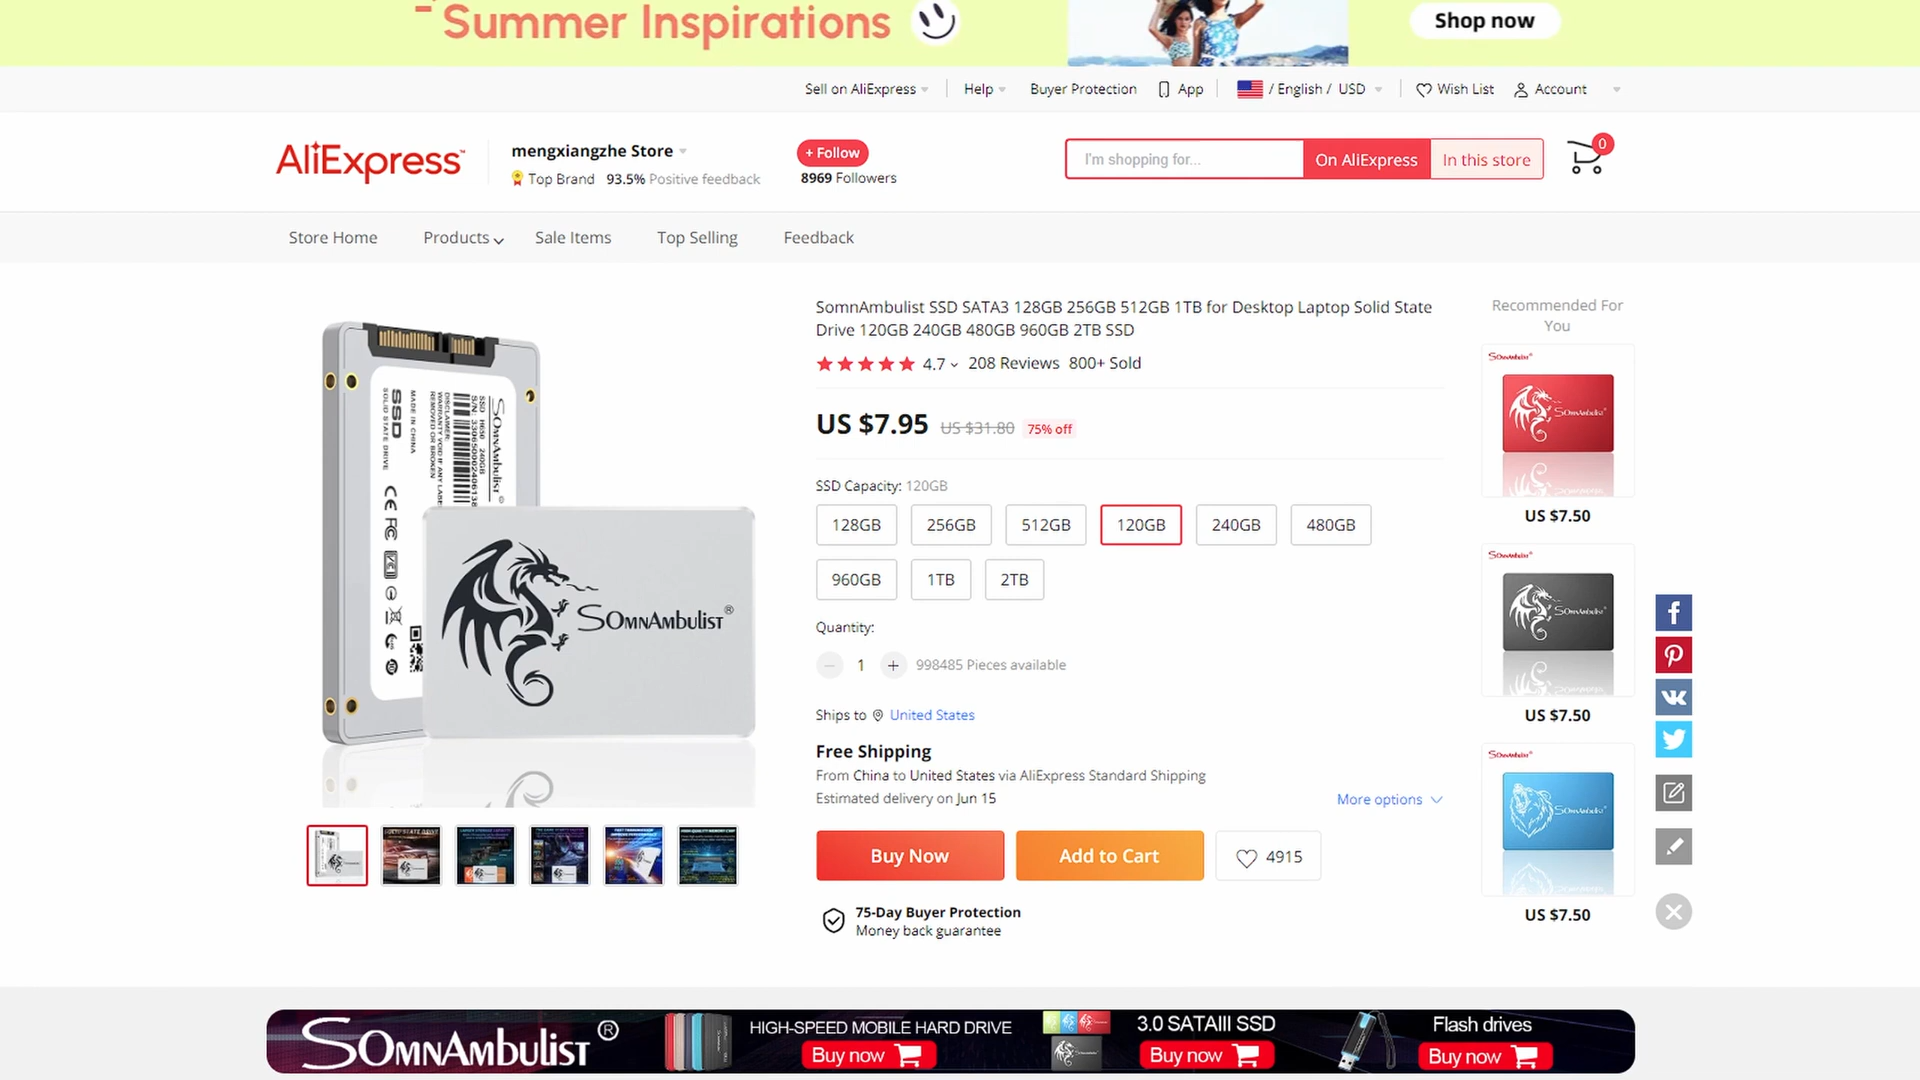 Summer Inspirations
Shop now
Sell on AliExpress
Help
Buyer Protection
App
/ English / USD
Wish List
Account
AliExpress™
mengxiangzhe Store
Top Brand 93.5% Positive feedback
+ Follow
8969 Followers
I'm shopping for...
On AliExpress
In this store
0
Store Home
Products
Sale Items
Top Selling
Feedback
SOMNAMBULIST
SSD H650 240GB
MADE IN CHINA
SSD
SOLID STATE DRIVE
SOMNAMBULIST®
SomnAmbulist SSD SATA3 128GB 256GB 512GB 1TB for Desktop Laptop Solid State
Drive 120GB 240GB 480GB 960GB 2TB SSD
4.7 208 Reviews 800+ Sold
US $7.95 US $31.80 75% off
SSD Capacity: 120GB
128GB 256GB 512GB 120GB 240GB 480GB
960GB 1TB 2TB
Quantity:
1 + 998485 Pieces available
Ships to United States
Free Shipping
From China to United States via AliExpress Standard Shipping
Estimated delivery on Jun 15
More options
Buy Now
Add to Cart
4915
75-Day Buyer Protection
Money back guarantee
Recommended For
You
SOMNAMBULIST
US $7.50
SOMNAMBULIST
US $7.50
SOMNAMBULIST
US $7.50
SOMNAMBULIST®
HIGH-SPEED MOBILE HARD DRIVE
Buy now
3.0 SATAIII SSD
Buy now
Flash drives
Buy now